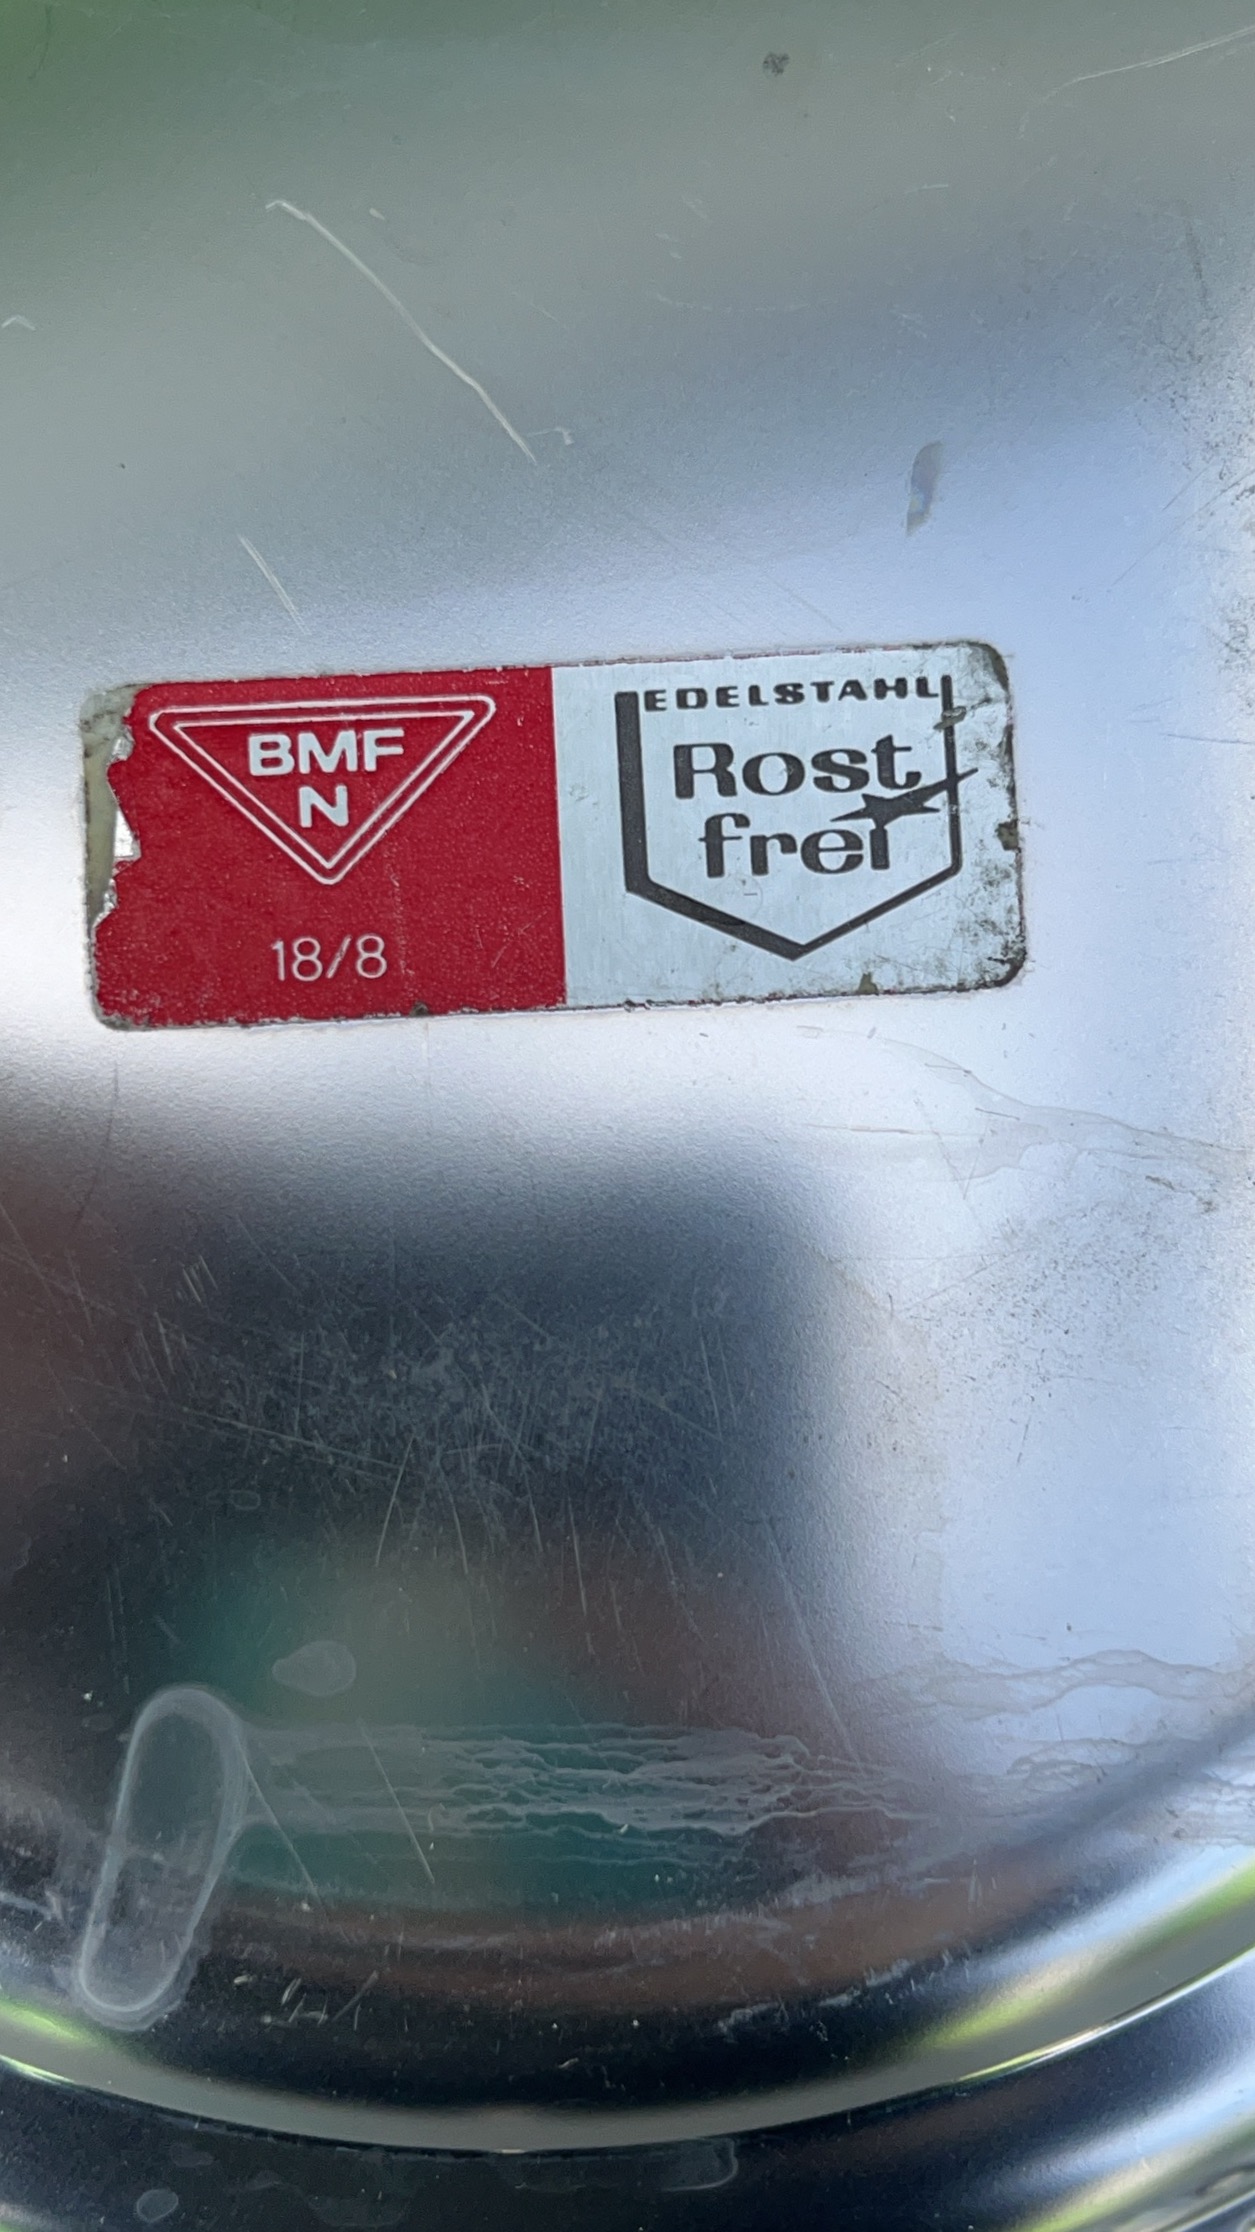 BMF
N
18/8
EDELSTAHL
Rost
frei